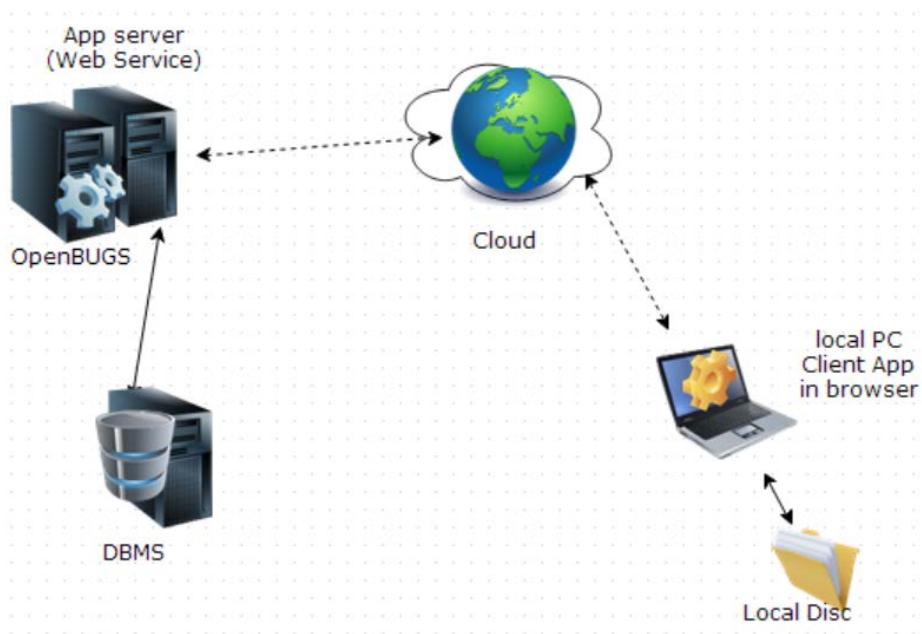 App server
(Web Service)
OpenBUGS
Cloud
local PC
Client App
in browser
DBMS
Local Disc